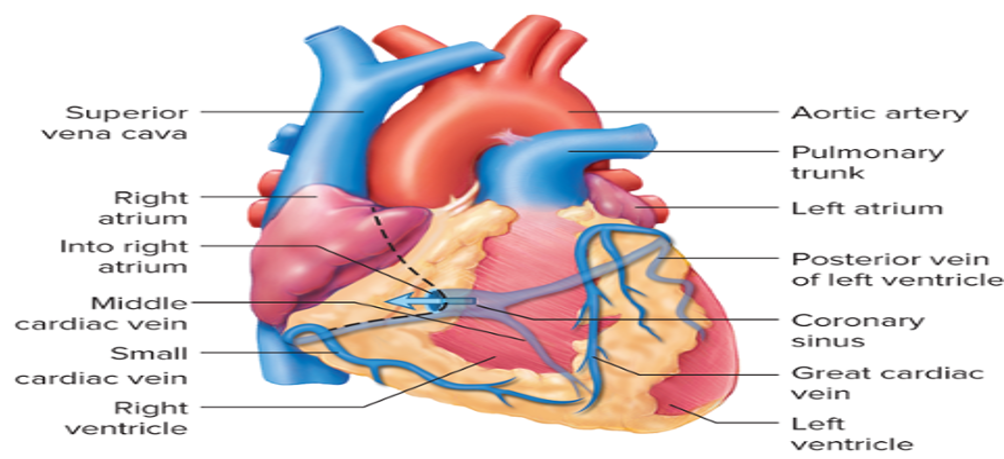 Superior
vena cava
Right
atrium
Into right
atrium
Middle
cardiac vein
Small
cardiac vein
Right
ventricle
Aortic artery
Pulmonary
trunk
Left atrium
Posterior vein
of left ventricle
Coronary
sinus
Great cardiac
vein
Left
ventricle